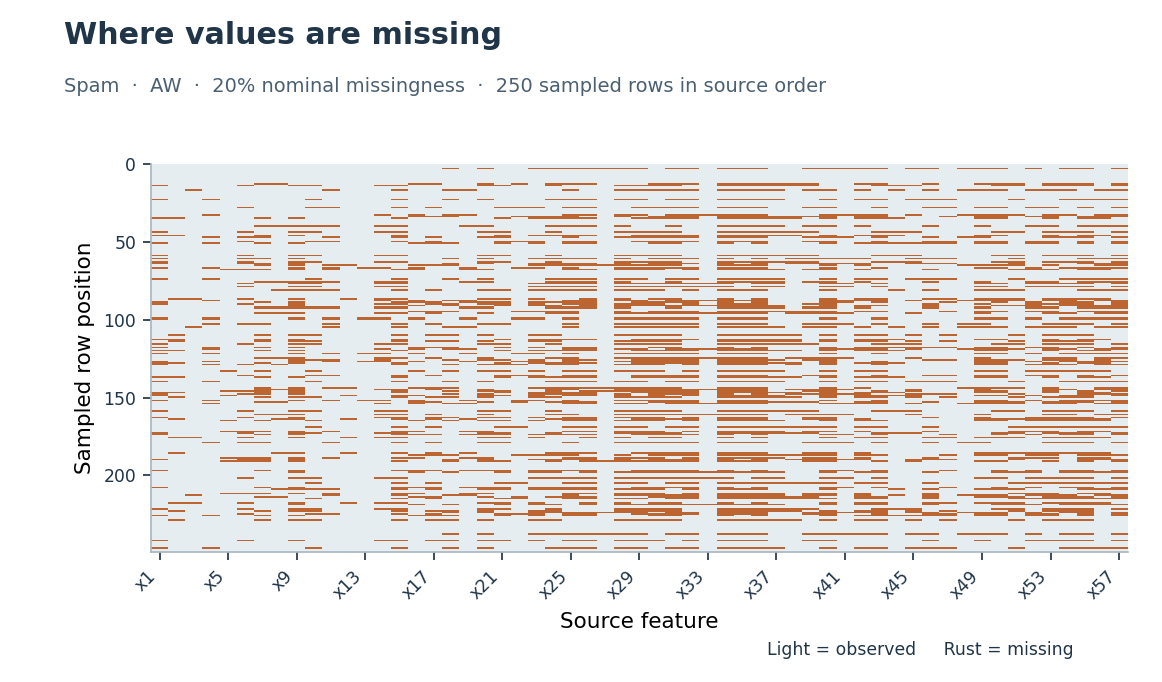 Where values are missing
Spam · AW · 20% nominal missingness · 250 sampled rows in source order
Sampled row position
0
50
100
150
200
x1 x5 x9 x13 x17 x21 x25 x29 x33 x37 x41 x45 x49 x53 x57
Source feature
Light = observed Rust = missing